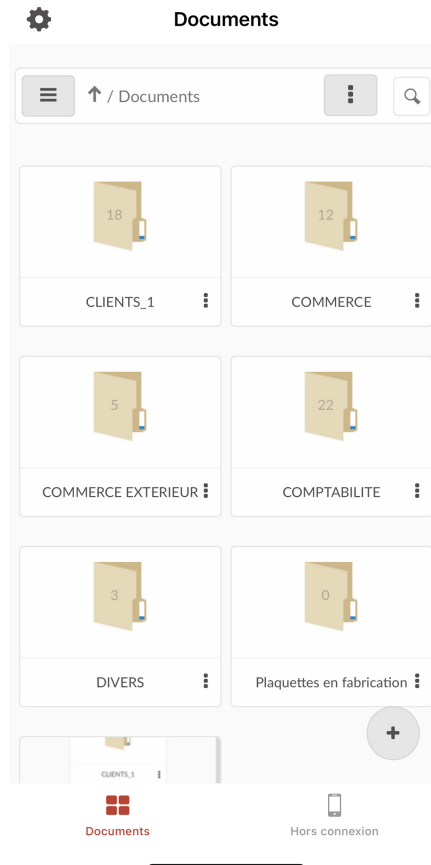 Documents
/ Documents
18
12
CLIENTS_1
COMMERCE
5
22
COMMERCE EXTERIEUR
COMPTABILITE
3
0
DIVERS
Plaquettes en fabrication
CLIENTS_1
Documents
Hors connexion